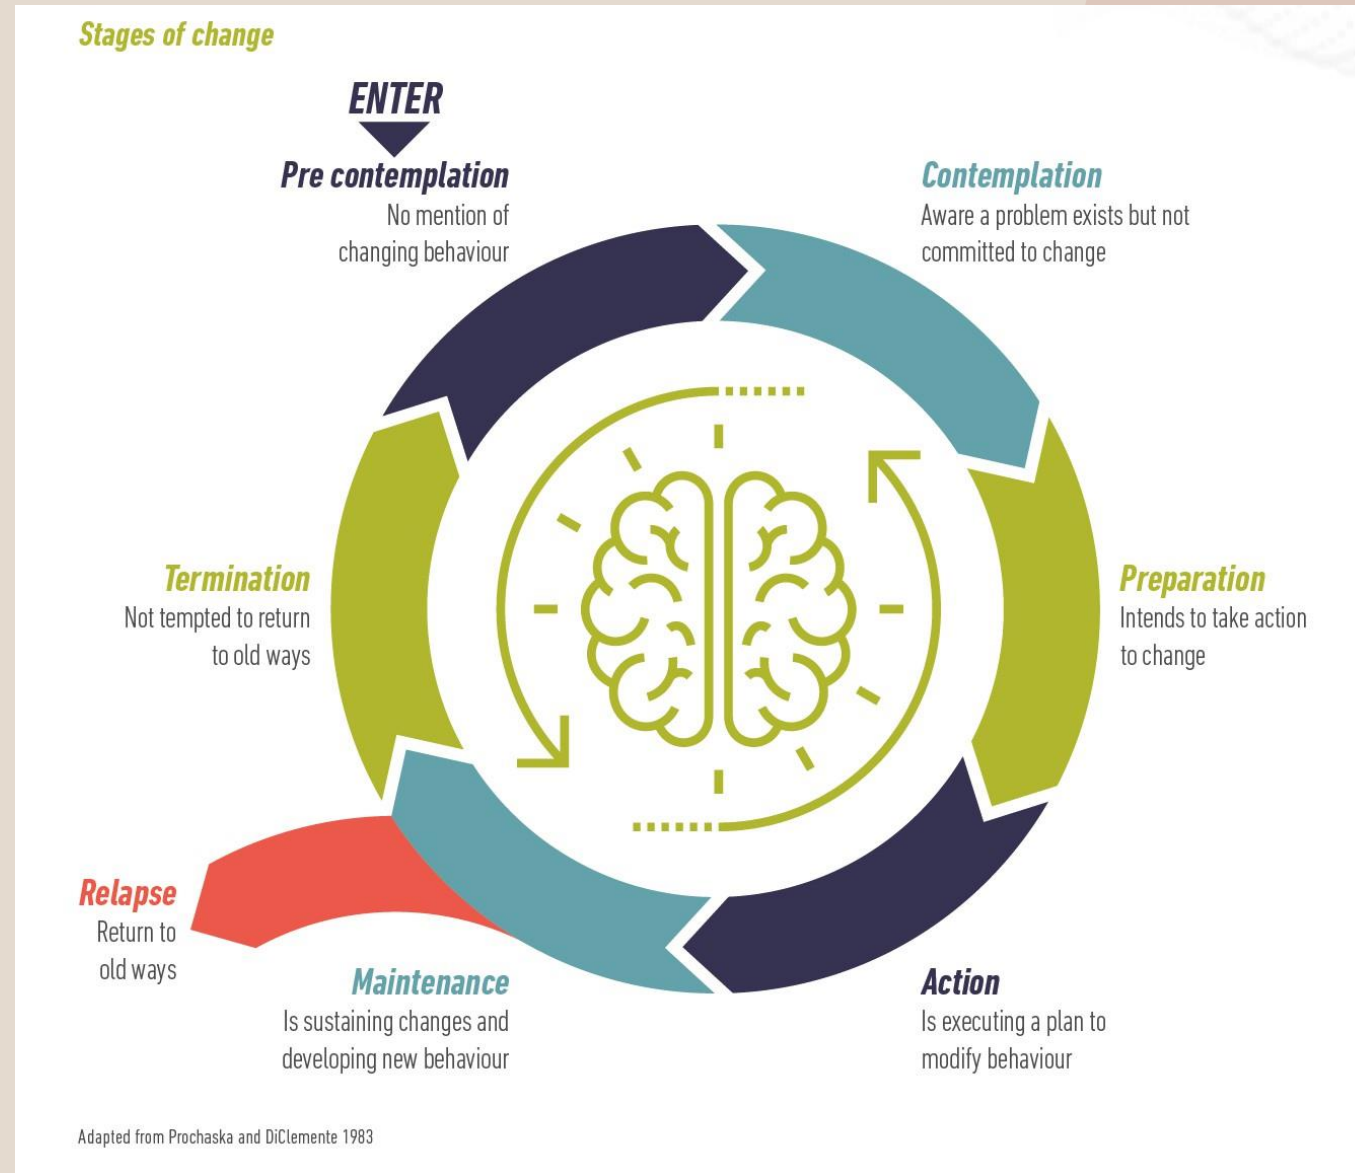 Stages of change
ENTER
Pre contemplation
No mention of
changing behaviour
Contemplation
Aware a problem exists but not
committed to change
Preparation
Intends to take action
to change
Action
Is executing a plan to
modify behaviour
Maintenance
Is sustaining changes and
developing new behaviour
Relapse
Return to
old ways
Termination
Not tempted to return
to old ways
Adapted from Prochaska and DiClemente 1983